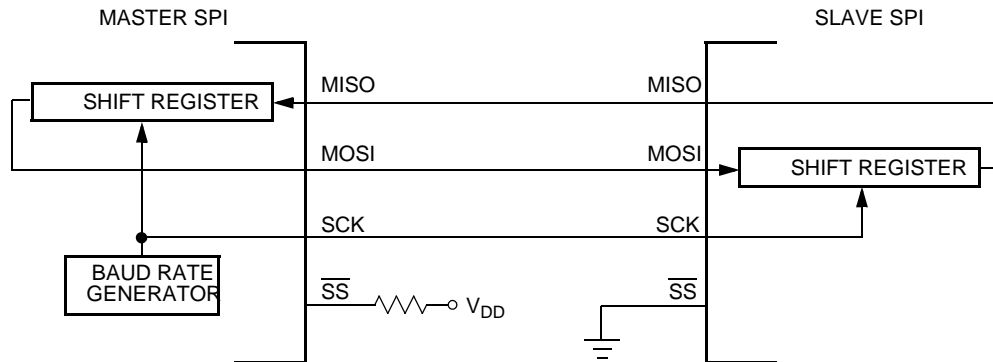 MASTER SPI
SLAVE SPI
SHIFT REGISTER
MISO
MISO
MOSI
MOSI
SHIFT REGISTER
SCK
SCK
BAUD RATE
GENERATOR
SS
VDD
SS